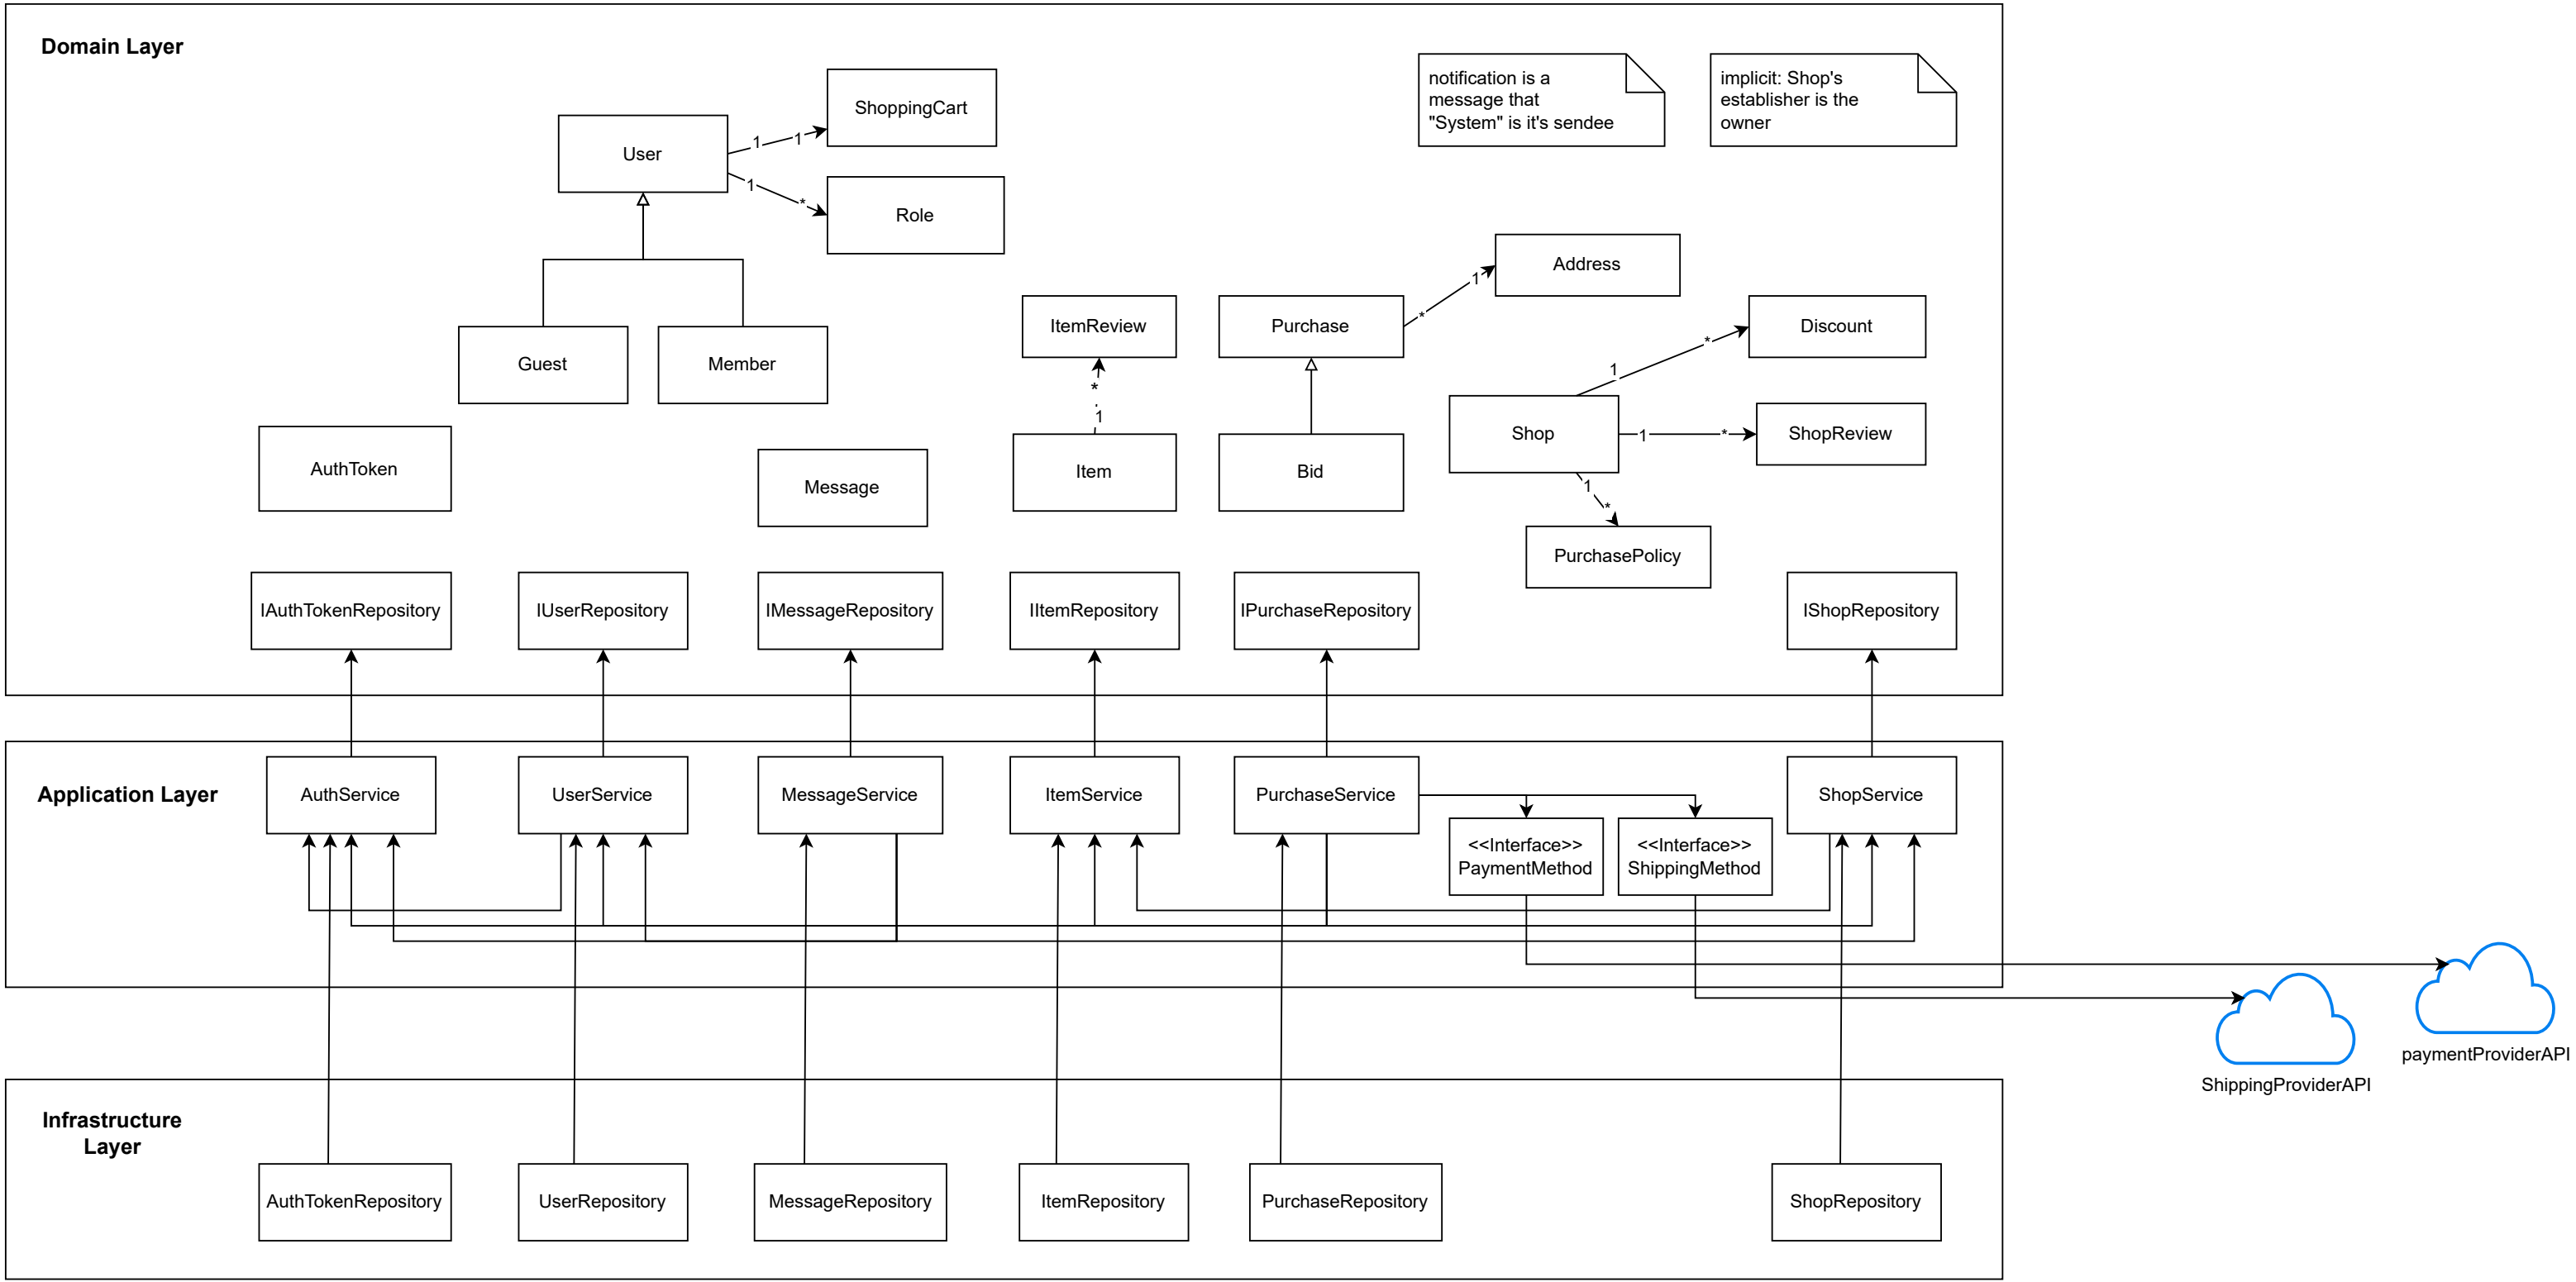 Domain Layer
notification is a
message that
"System" is it's sendee
implicit: Shop's
establisher is the
owner
ShoppingCart
User
1
1
1
*
Role
Guest
Member
ItemReview
*
1
Item
Purchase
*
1
Address
Bid
Discount
1
*
Shop
1
*
ShopReview
1
*
PurchasePolicy
AuthToken
Message
IAuthTokenRepository
IUserRepository
IMessageRepository
IItemRepository
IPurchaseRepository
IShopRepository
Application Layer
AuthService
UserService
MessageService
ItemService
PurchaseService
ShopService
<<Interface>>
PaymentMethod
<<Interface>>
ShippingMethod
paymentProviderAPI
ShippingProviderAPI
Infrastructure
Layer
AuthTokenRepository
UserRepository
MessageRepository
ItemRepository
PurchaseRepository
ShopRepository